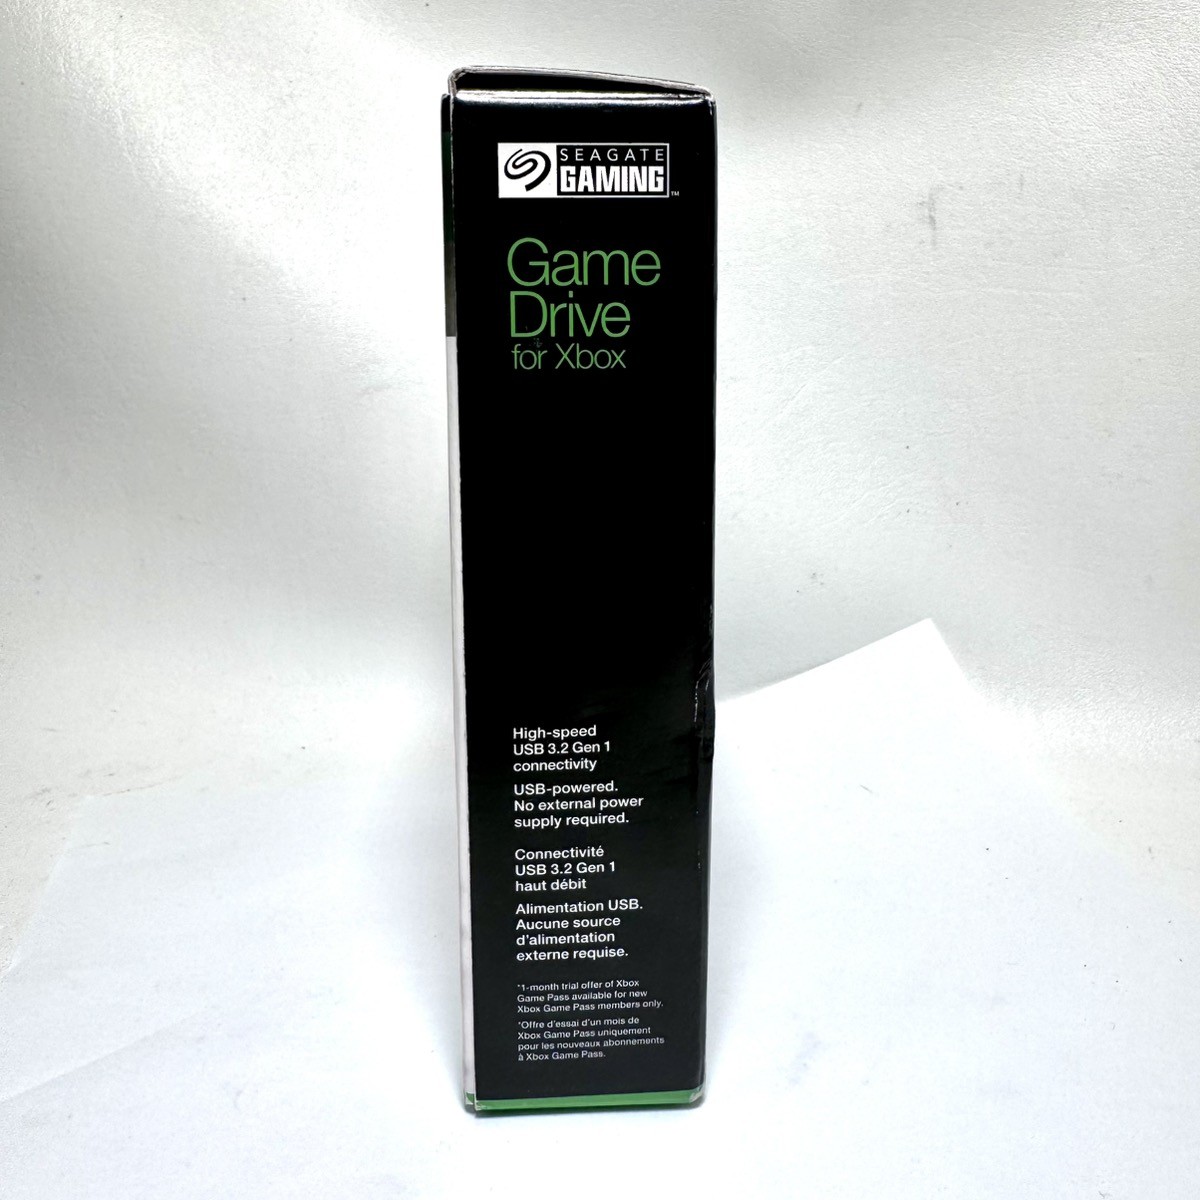 SEAGATE
GAMING™
Game
Drive
for Xbox
High-speed
USB 3.2 Gen 1
connectivity
USB-powered.
No external power
supply required.
Connectivité
USB 3.2 Gen 1
haut débit
Alimentation USB.
Aucune source
d'alimentation
externe requise.
*1-month trial offer of Xbox
Game Pass available for new
Xbox Game Pass members only.
*Offre d'essai d'un mois de
Xbox Game Pass uniquement
pour les nouveaux abonnements
à Xbox Game Pass.